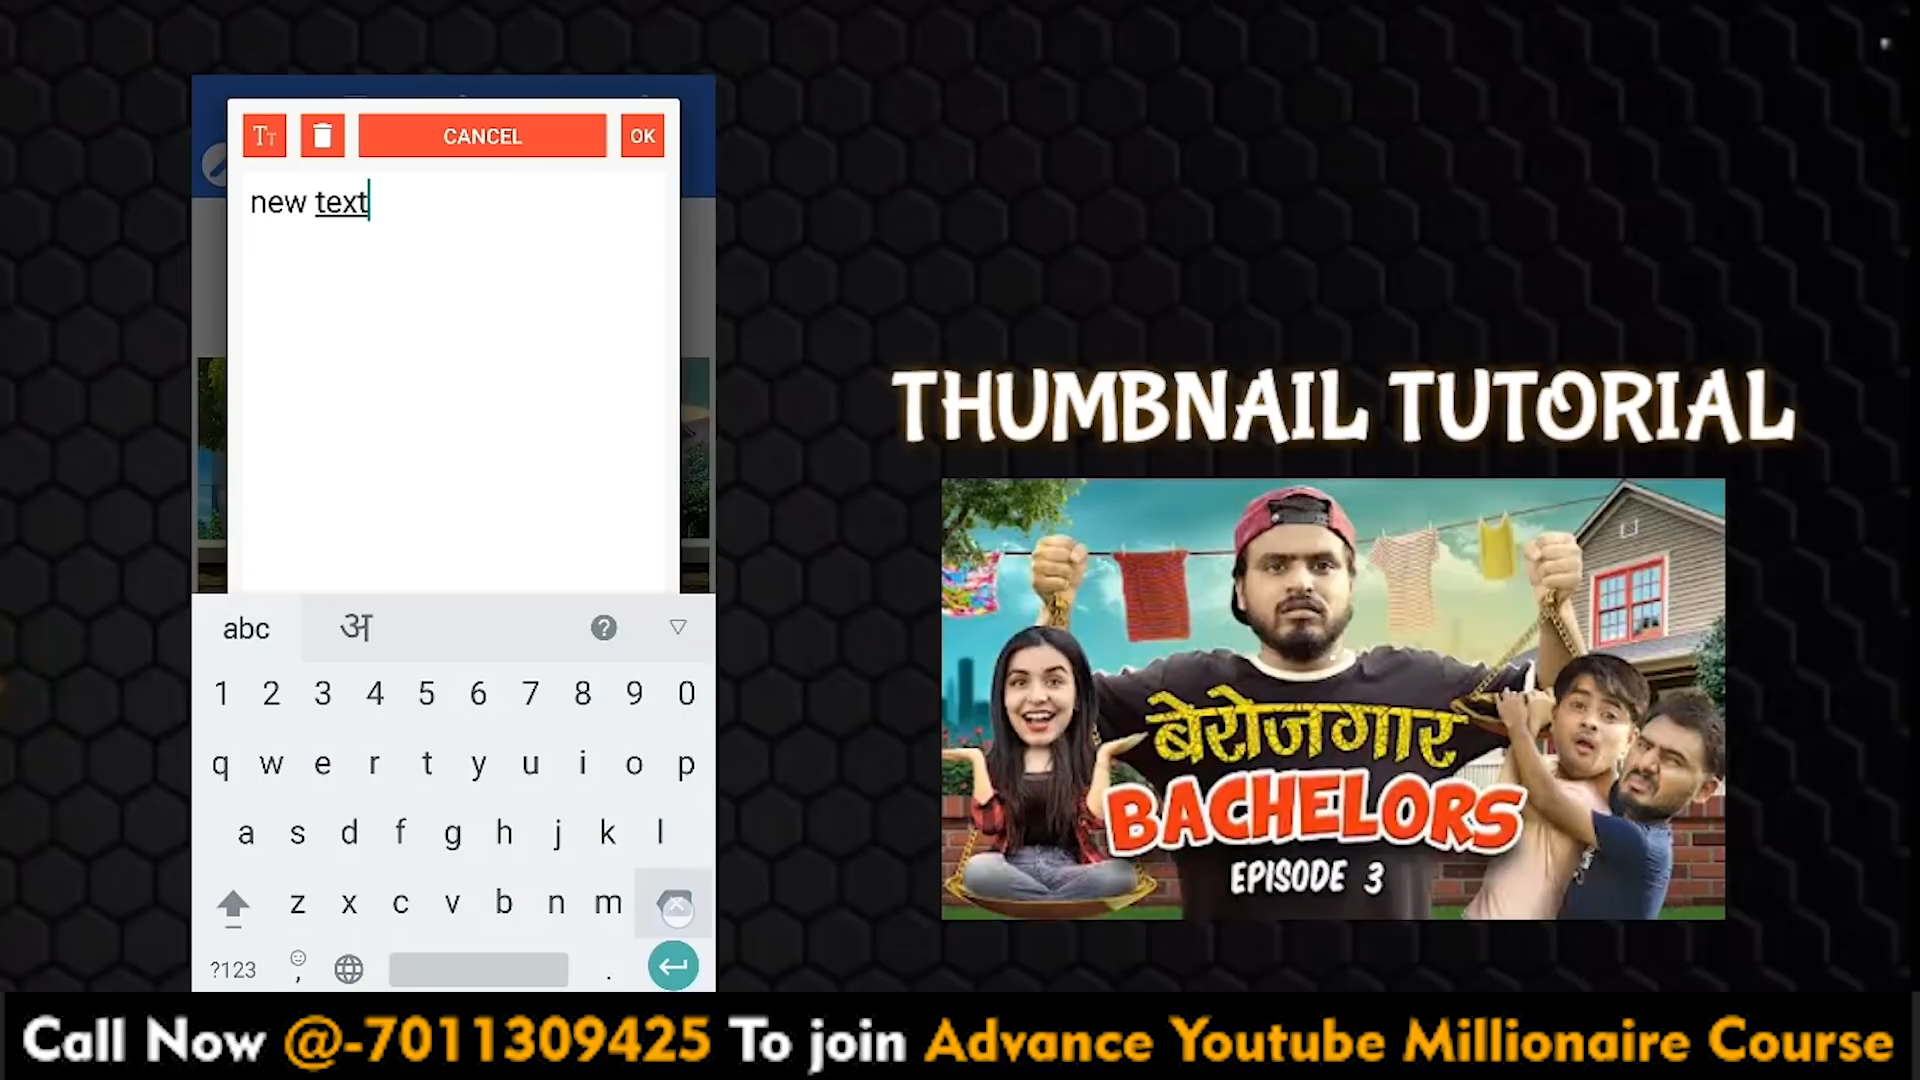 TT
CANCEL
OK
new text
abc
अ
?
1 2 3 4 5 6 7 8 9 0
q w e r t y u i o p
a s d f g h j k l
z x c v b n m
?123 , .
THUMBNAIL TUTORIAL
बेरोजगार
BACHELORS
EPISODE 3
Call Now @-7011309425 To join Advance Youtube Millionaire Course